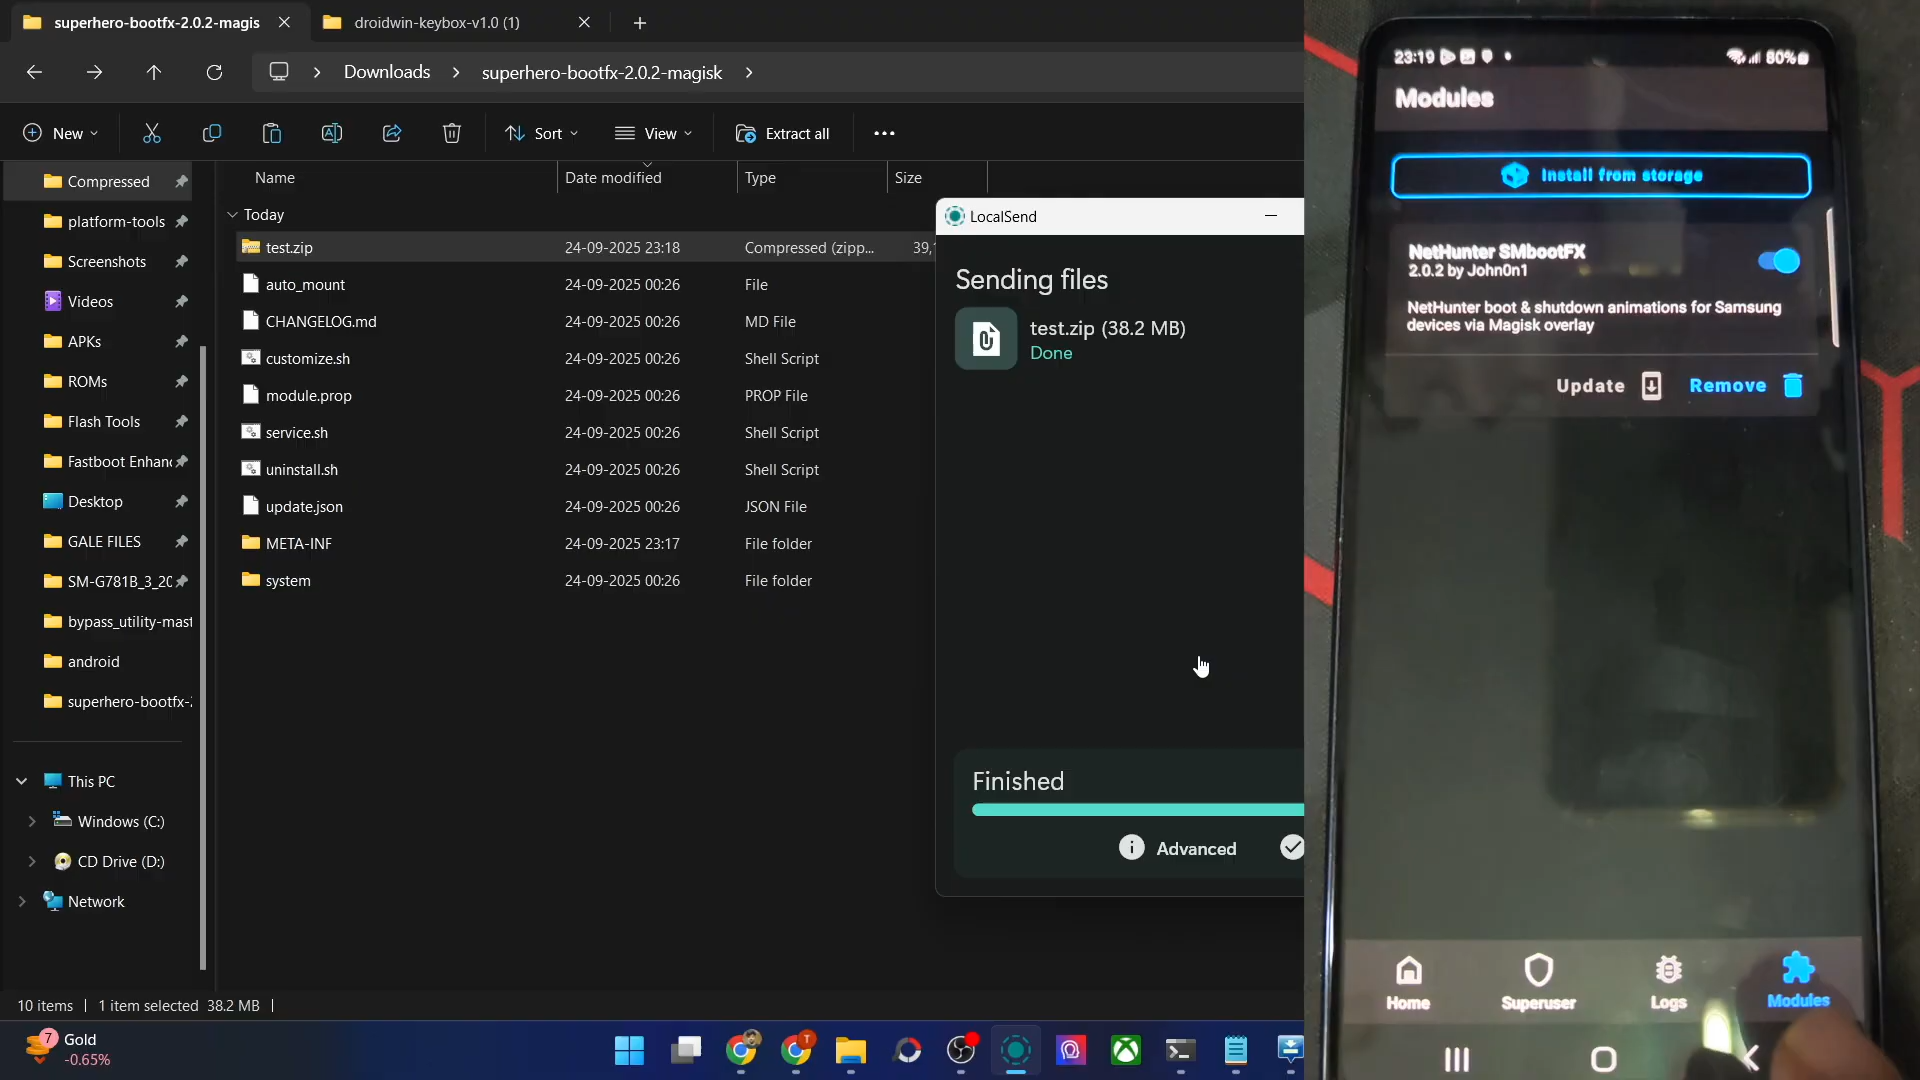 superhero-bootfx-2.0.2-magis
droidwin-keybox-v1.0 (1)
Downloads
superhero-bootfx-2.0.2-magisk
New
Sort
View
Extract all
Name
Date modified
Type
Size
Today
test.zip 24-09-2025 23:18 Compressed (zipp... 39,1
auto_mount 24-09-2025 00:26 File
CHANGELOG.md 24-09-2025 00:26 MD File
customize.sh 24-09-2025 00:26 Shell Script
module.prop 24-09-2025 00:26 PROP File
service.sh 24-09-2025 00:26 Shell Script
uninstall.sh 24-09-2025 00:26 Shell Script
update.json 24-09-2025 00:26 JSON File
META-INF 24-09-2025 23:17 File folder
system 24-09-2025 00:26 File folder
Compressed
platform-tools
Screenshots
Videos
APKs
ROMs
Flash Tools
Fastboot Enhanc
Desktop
GALE FILES
SM-G781B_3_20
bypass_utility-mast
android
superhero-bootfx-2
This PC
Windows (C:)
CD Drive (D:)
Network
10 items
1 item selected 38.2 MB
LocalSend
Sending files
test.zip (38.2 MB)
Done
Finished
Advanced
7
Gold
-0.65%
T
23:19
80%
Modules
Install from storage
NetHunter SMbootFX
2.0.2 by John0n1
NetHunter boot & shutdown animations for Samsung
devices via Magisk overlay
Update
Remove
Home
Superuser
Logs
Modules